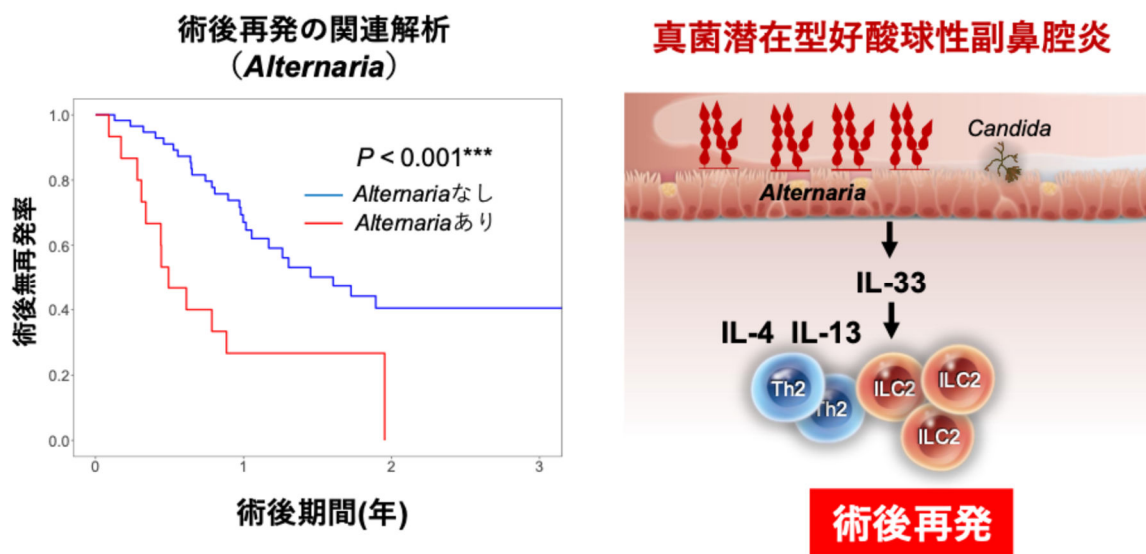 術後再発の関連解析
（Alternaria）
P < 0.001***
Alternariaなし
Alternariaあり
術後無再発率
1.0
0.8
0.6
0.4
0.2
0.0
0
1
2
3
術後期間(年)
真菌潜在型好酸球性副鼻腔炎
Candida
Alternaria
IL-33
IL-4 IL-13
Th2
Th2
ILC2
ILC2
ILC2
術後再発